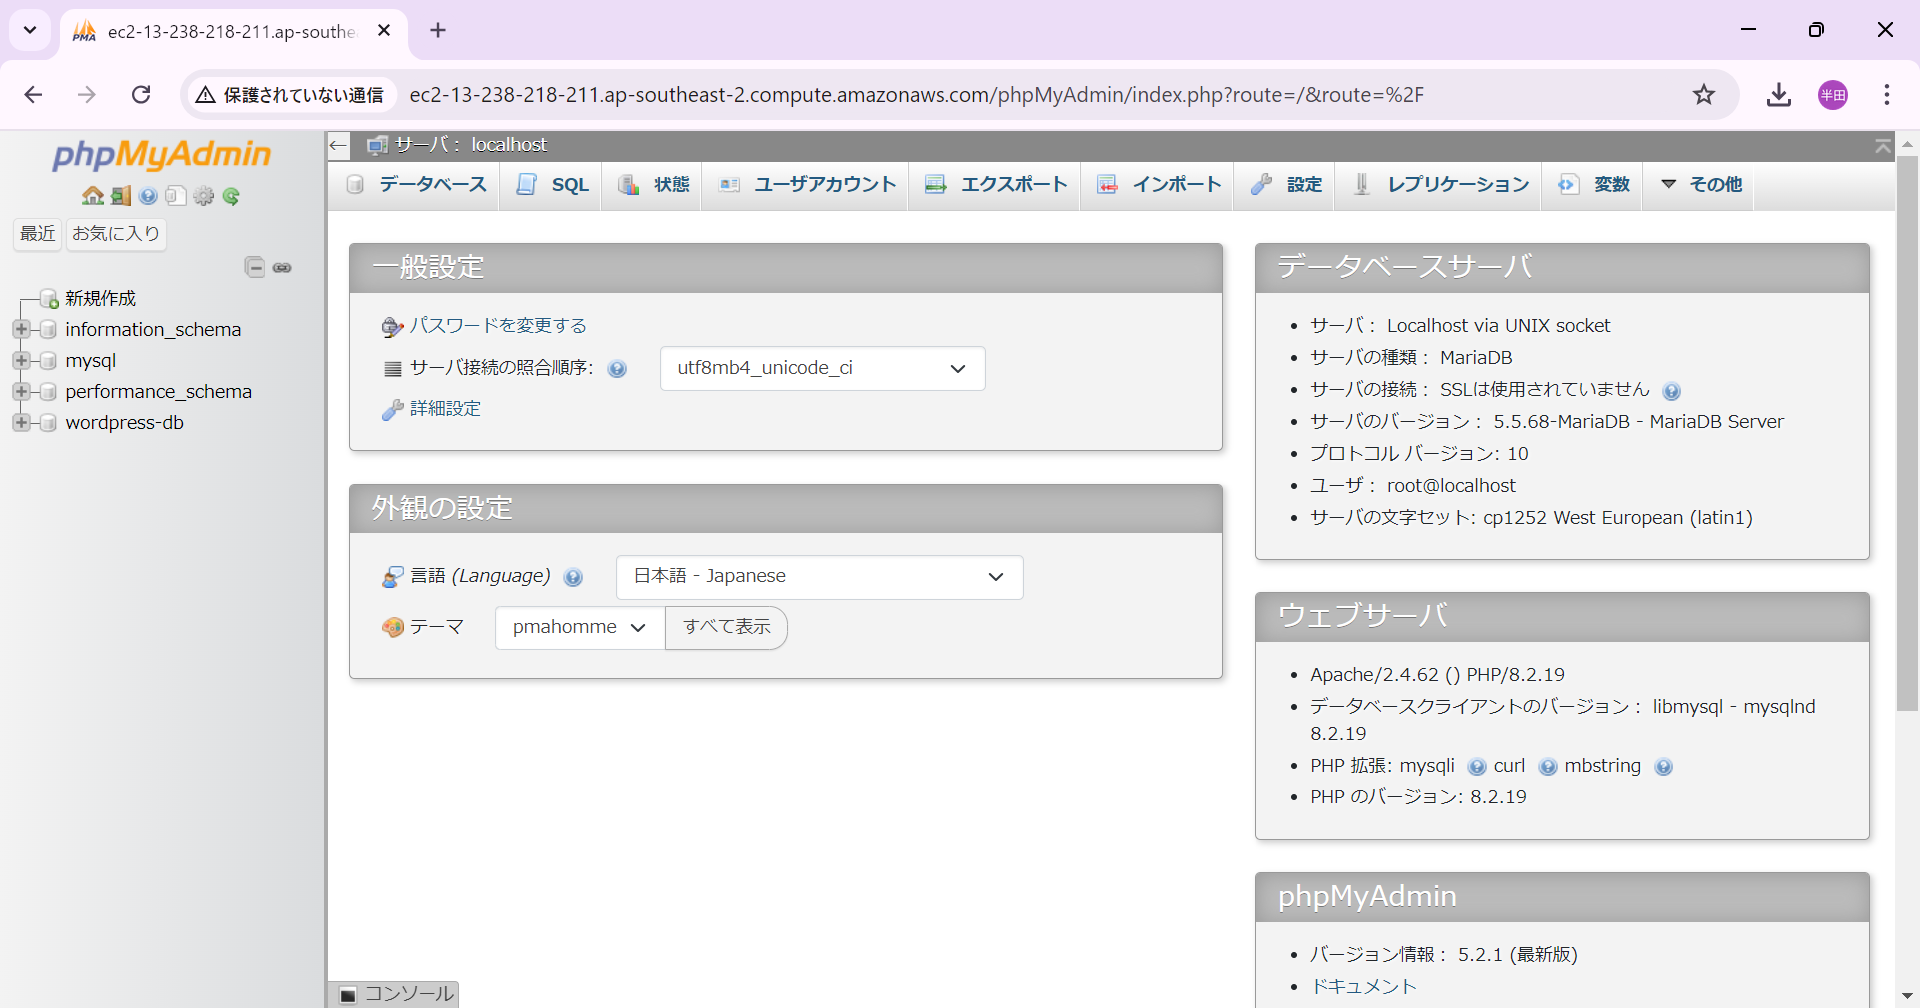 ec2-13-238-218-211.ap-southe
保護されていない通信
ec2-13-238-218-211.ap-southeast-2.compute.amazonaws.com/phpMyAdmin/index.php?route=/&route=%2F
半田
phpMyAdmin
最近 お気に入り
新規作成
information_schema
mysql
performance_schema
wordpress-db
サーバ： localhost
データベース SQL 状態 ユーザアカウント エクスポート インポート 設定 レプリケーション 変数 その他
一般設定
パスワードを変更する
サーバ接続の照合順序: utf8mb4_unicode_ci
詳細設定
外観の設定
言語 (Language) 日本語 - Japanese
テーマ pmahomme すべて表示
データベースサーバ
サーバ： Localhost via UNIX socket
サーバの種類： MariaDB
サーバの接続： SSLは使用されていません
サーバのバージョン： 5.5.68-MariaDB - MariaDB Server
プロトコル バージョン: 10
ユーザ： root@localhost
サーバの文字セット: cp1252 West European (latin1)
ウェブサーバ
Apache/2.4.62 () PHP/8.2.19
データベースクライアントのバージョン： libmysql - mysqlnd
8.2.19
PHP 拡張: mysqli curl mbstring
PHP のバージョン: 8.2.19
phpMyAdmin
バージョン情報： 5.2.1 (最新版)
ドキュメント
コンソール